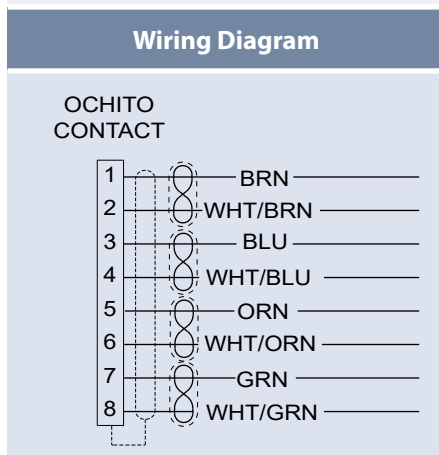 Wiring Diagram
OCHITO
CONTACT
1 BRN
2 WHT/BRN
3 BLU
4 WHT/BLU
5 ORN
6 WHT/ORN
7 GRN
8 WHT/GRN